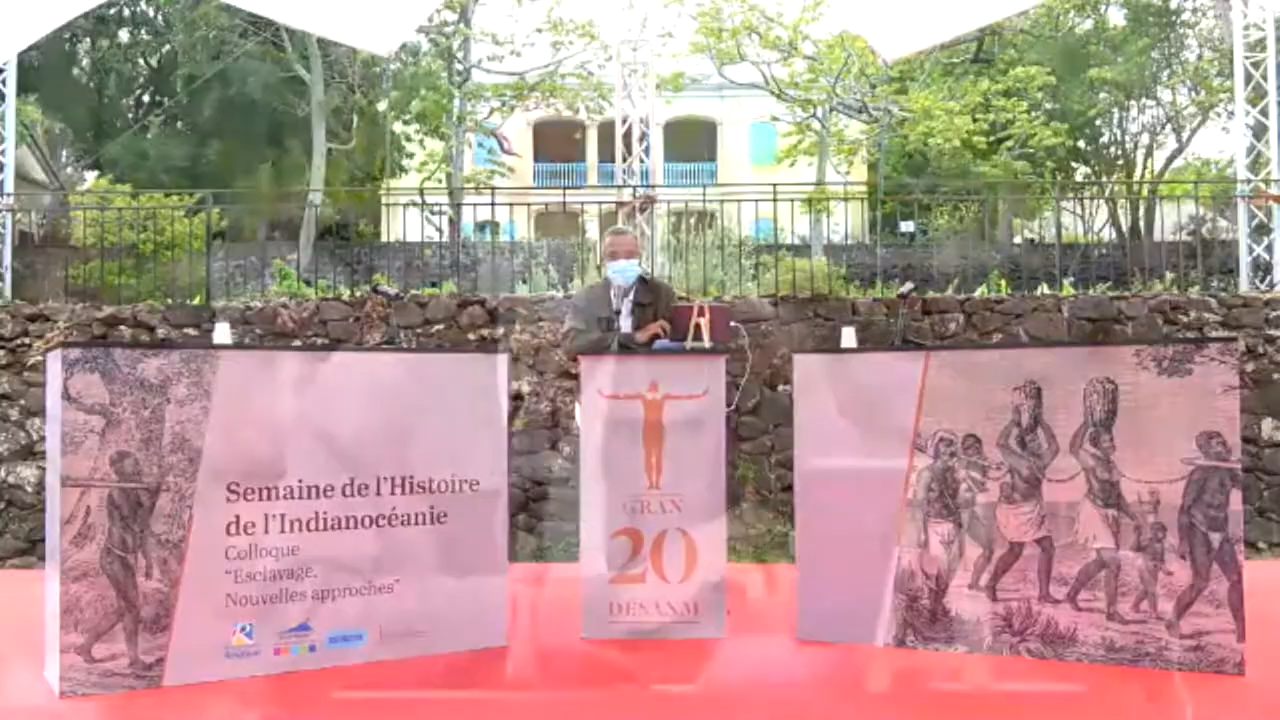 Semaine de l'Histoire
de l'Indianocéanie
Colloque
"Esclavage.
Nouvelles approches"
GRAN
20
DÉSANM